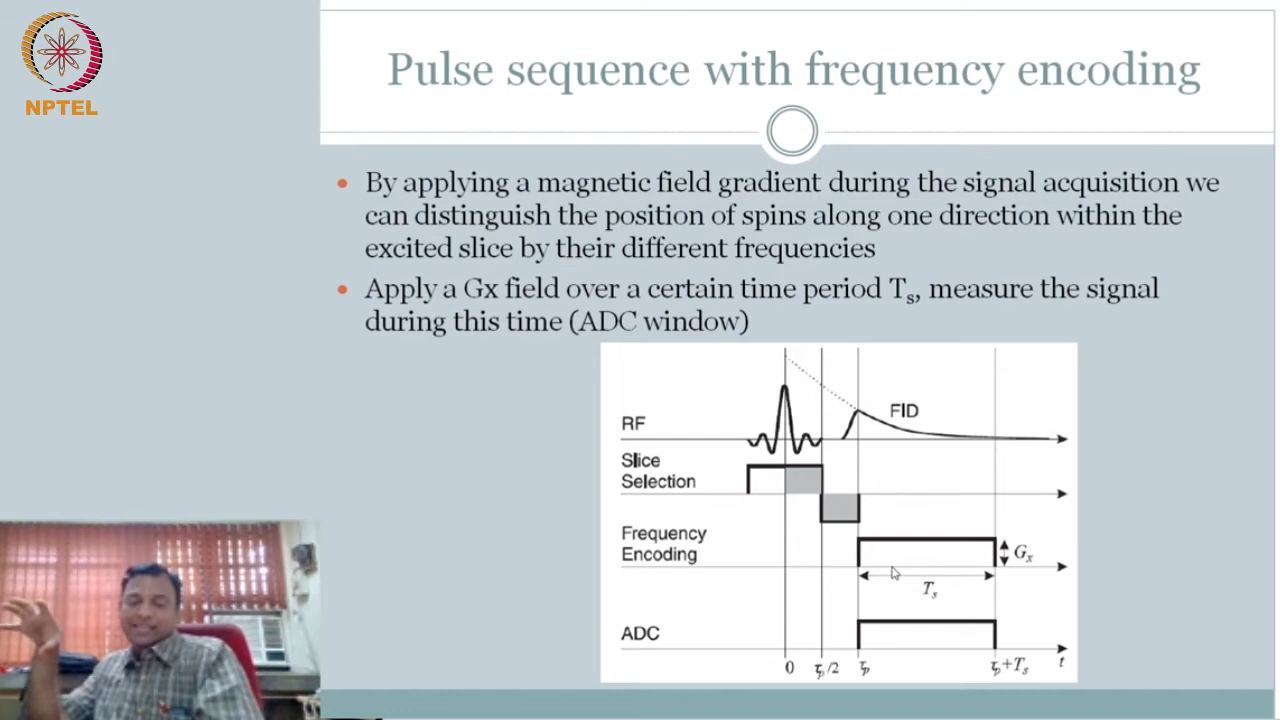 NPTEL
Pulse sequence with frequency encoding
• By applying a magnetic field gradient during the signal acquisition we
can distinguish the position of spins along one direction within the
excited slice by their different frequencies
• Apply a Gx field over a certain time period Tₛ, measure the signal
during this time (ADC window)
RF
FID
Slice
Selection
Frequency
Encoding
Gₓ
Tₛ
ADC
0 τₚ/2 τₚ τₚ+Tₛ t